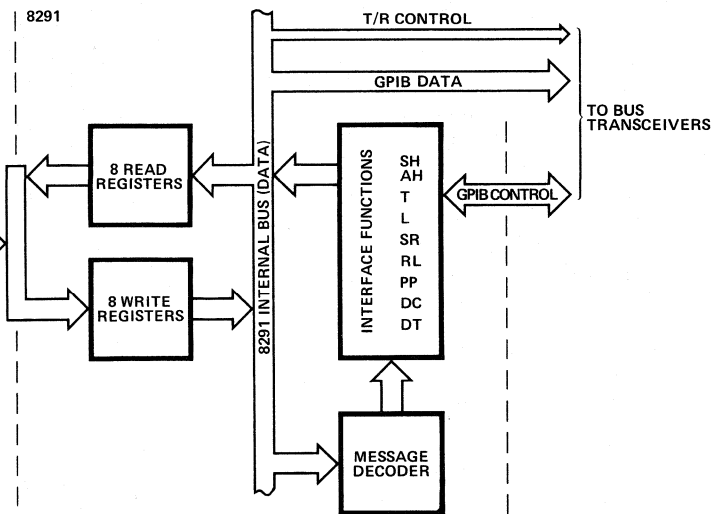 8291
T/R CONTROL
GPIB DATA
TO BUS
TRANSCEIVERS
8 READ
REGISTERS
8291 INTERNAL BUS (DATA)
INTERFACE FUNCTIONS
SH
AH
T
L
SR
RL
PP
DC
DT
GPIB CONTROL
8 WRITE
REGISTERS
MESSAGE
DECODER